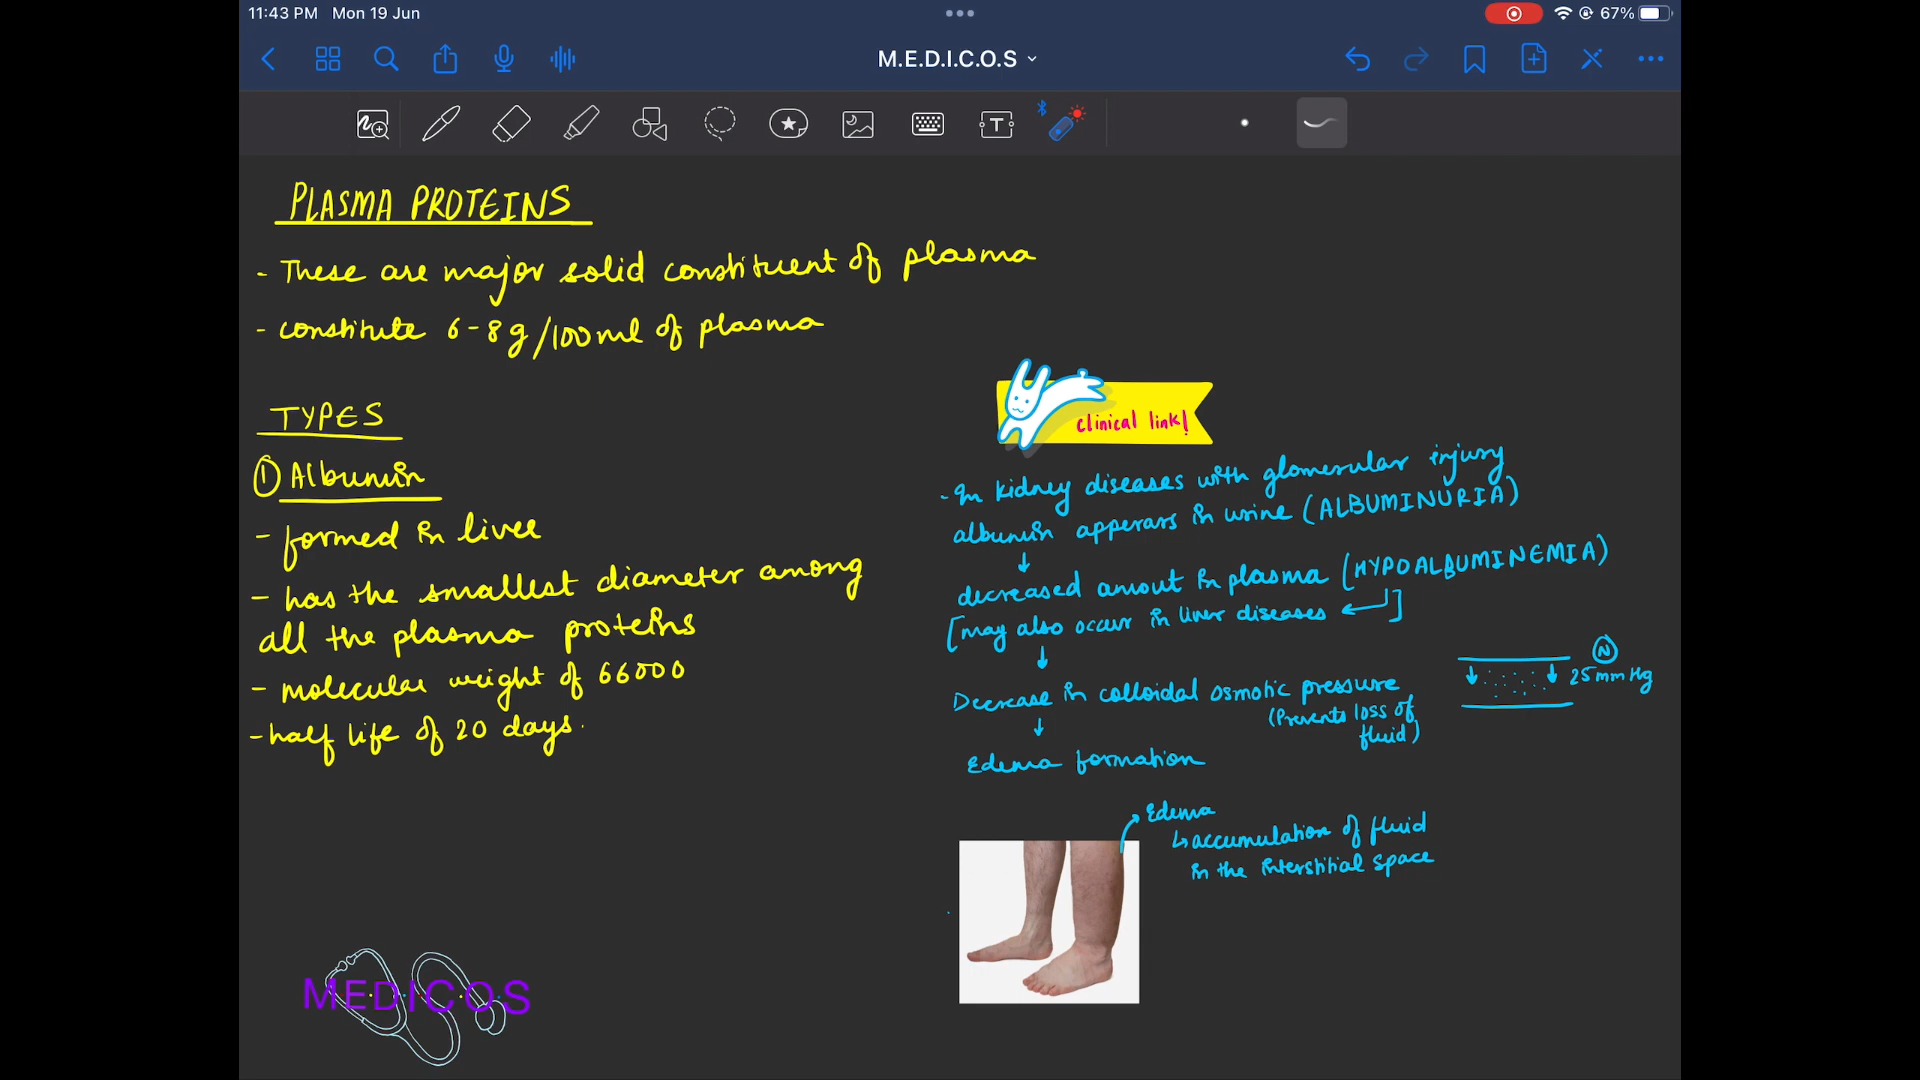 11:43 PM Mon 19 Jun
67%
M.E.D.I.C.O.S
T
PLASMA PROTEINS
- These are major solid constituent of plasma
- constitute 6-8g/100ml of plasma
TYPES
① Albumin
- formed in liver
- has the smallest diameter among
all the plasma proteins
- molecular weight of 66000
- half life of 20 days.
clinical link!
- In kidney diseases with glomerular injury
albumin apperars in urine (ALBUMINURIA)
↓
decreased amout in plasma (HYPOALBUMINEMIA)
[may also occur in liver diseases ← ]
↓
Decrease in colloidal osmotic pressure
(Prevents loss of
fluid)
↓
Edema formation
N
25 mm Hg
Edema
↳ accumulation of fluid
in the interstitial space
MEDICOS